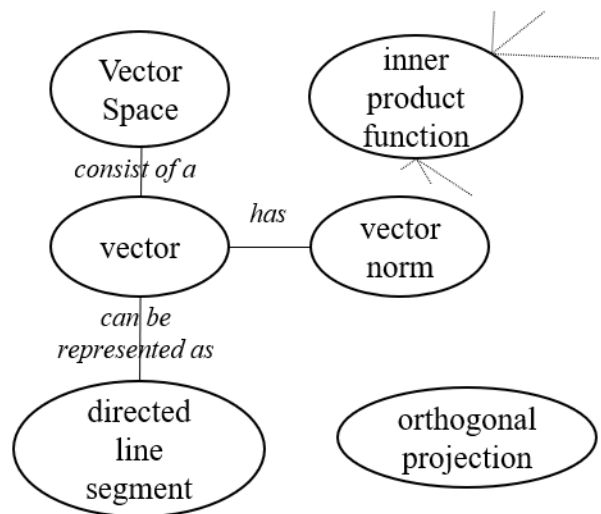 Vector
Space
inner
product
function
consist of a
vector
has
vector
norm
can be
represented as
directed
line
segment
orthogonal
projection